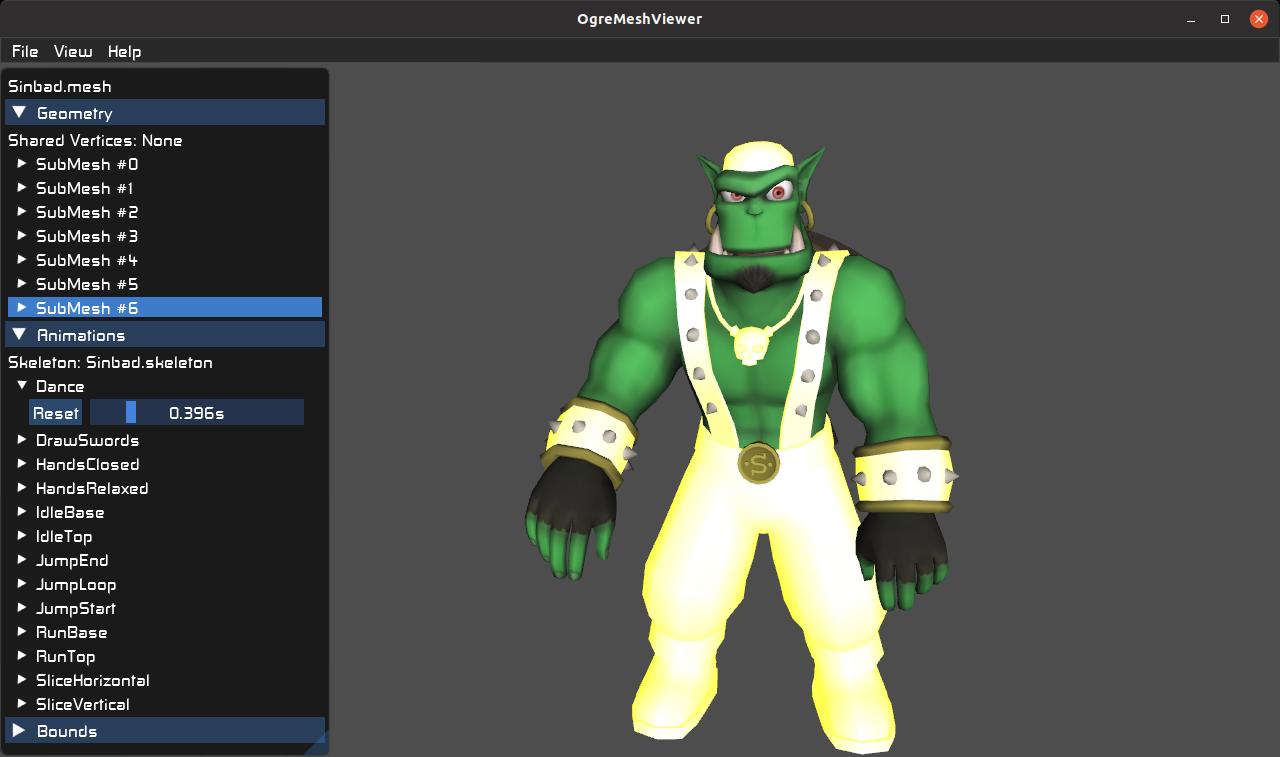 OgreMeshViewer
File View Help
Sinbad.mesh
Geometry
Shared Vertices: None
SubMesh #0
SubMesh #1
SubMesh #2
SubMesh #3
SubMesh #4
SubMesh #5
SubMesh #6
Animations
Skeleton: Sinbad.skeleton
Dance
Reset 0.396s
DrawSwords
HandsClosed
HandsRelaxed
IdleBase
IdleTop
JumpEnd
JumpLoop
JumpStart
RunBase
RunTop
SliceHorizontal
SliceVertical
Bounds
S